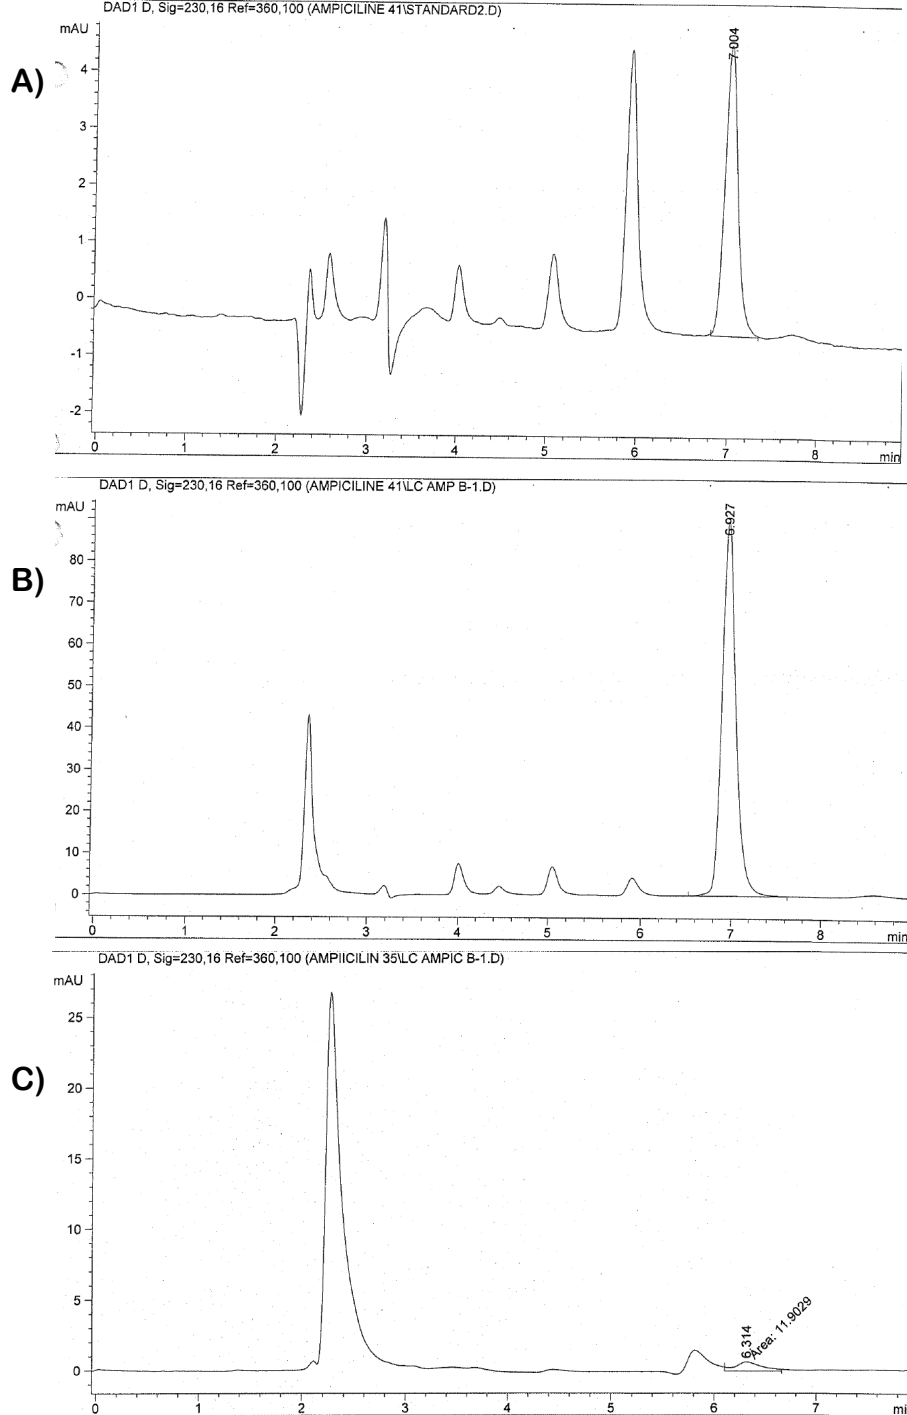 DAD1 D, Sig=230,16 Ref=360,100 (AMPICILINE 41\STANDARD2.D)
mAU
A)
7.004
4
3
2
1
0
-1
-2
0 1 2 3 4 5 6 7 8 min
DAD1 D, Sig=230,16 Ref=360,100 (AMPICILINE 41\LC AMP B-1.D)
mAU
B)
6.927
80
70
60
50
40
30
20
10
0
0 1 2 3 4 5 6 7 8 min
DAD1 D, Sig=230,16 Ref=360,100 (AMPIICILIN 35\LC AMPIC B-1.D)
mAU
C)
25
20
15
10
5
0
6.314
Area: 11.9029
0 1 2 3 4 5 6 7 mi